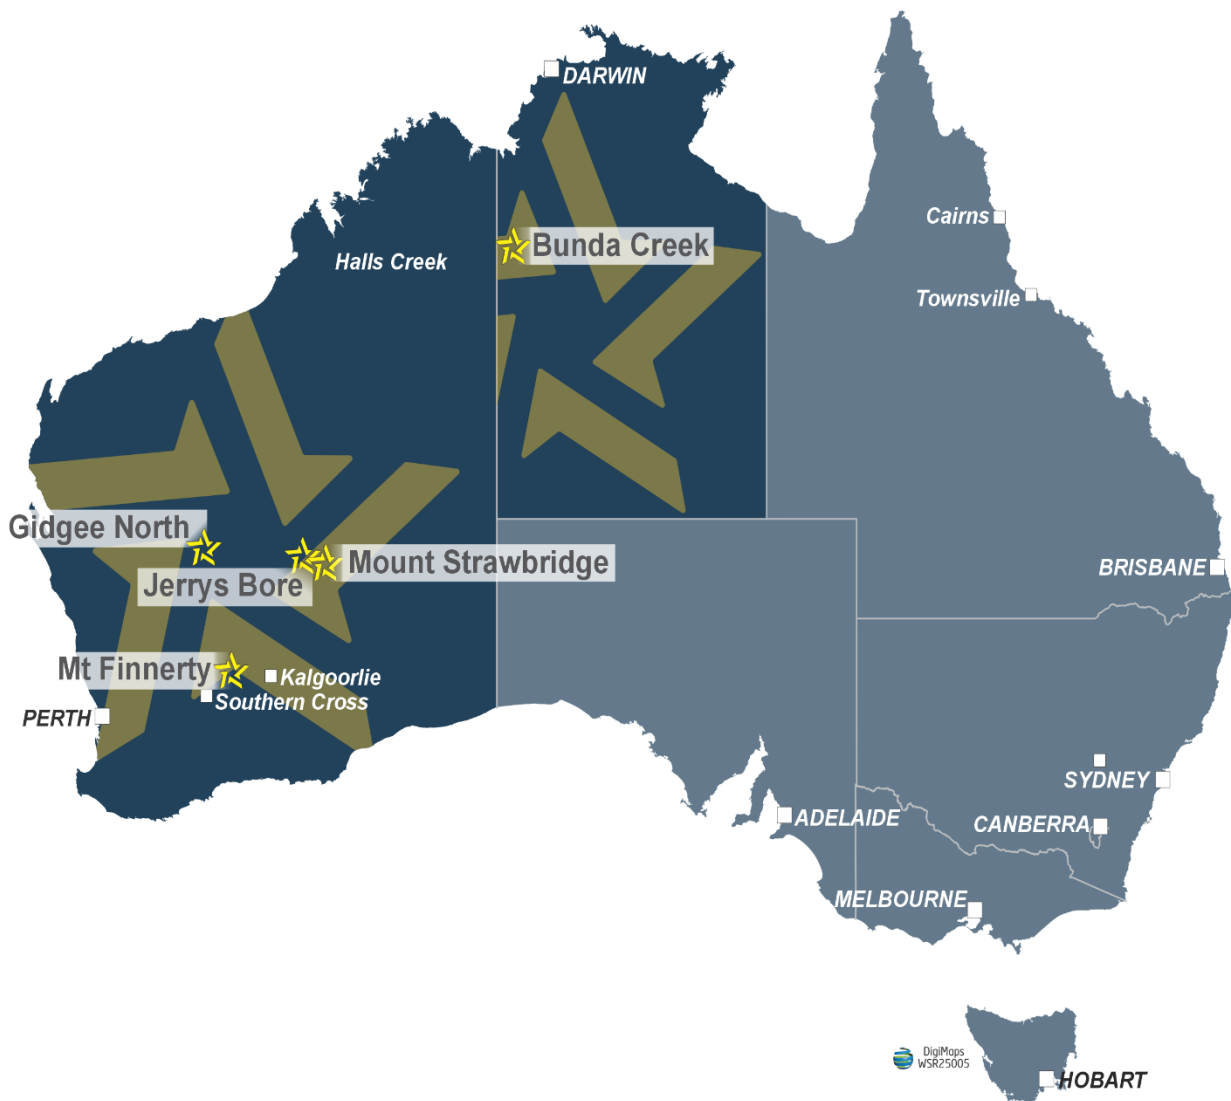 DARWIN
Cairns
Bunda Creek
Halls Creek
Townsville
Gidgee North
Mount Strawbridge
BRISBANE
Jerrys Bore
Mt Finnerty
Kalgoorlie
Southern Cross
PERTH
SYDNEY
ADELAIDE
CANBERRA
MELBOURNE
DigiMaps
WSR25005
HOBART